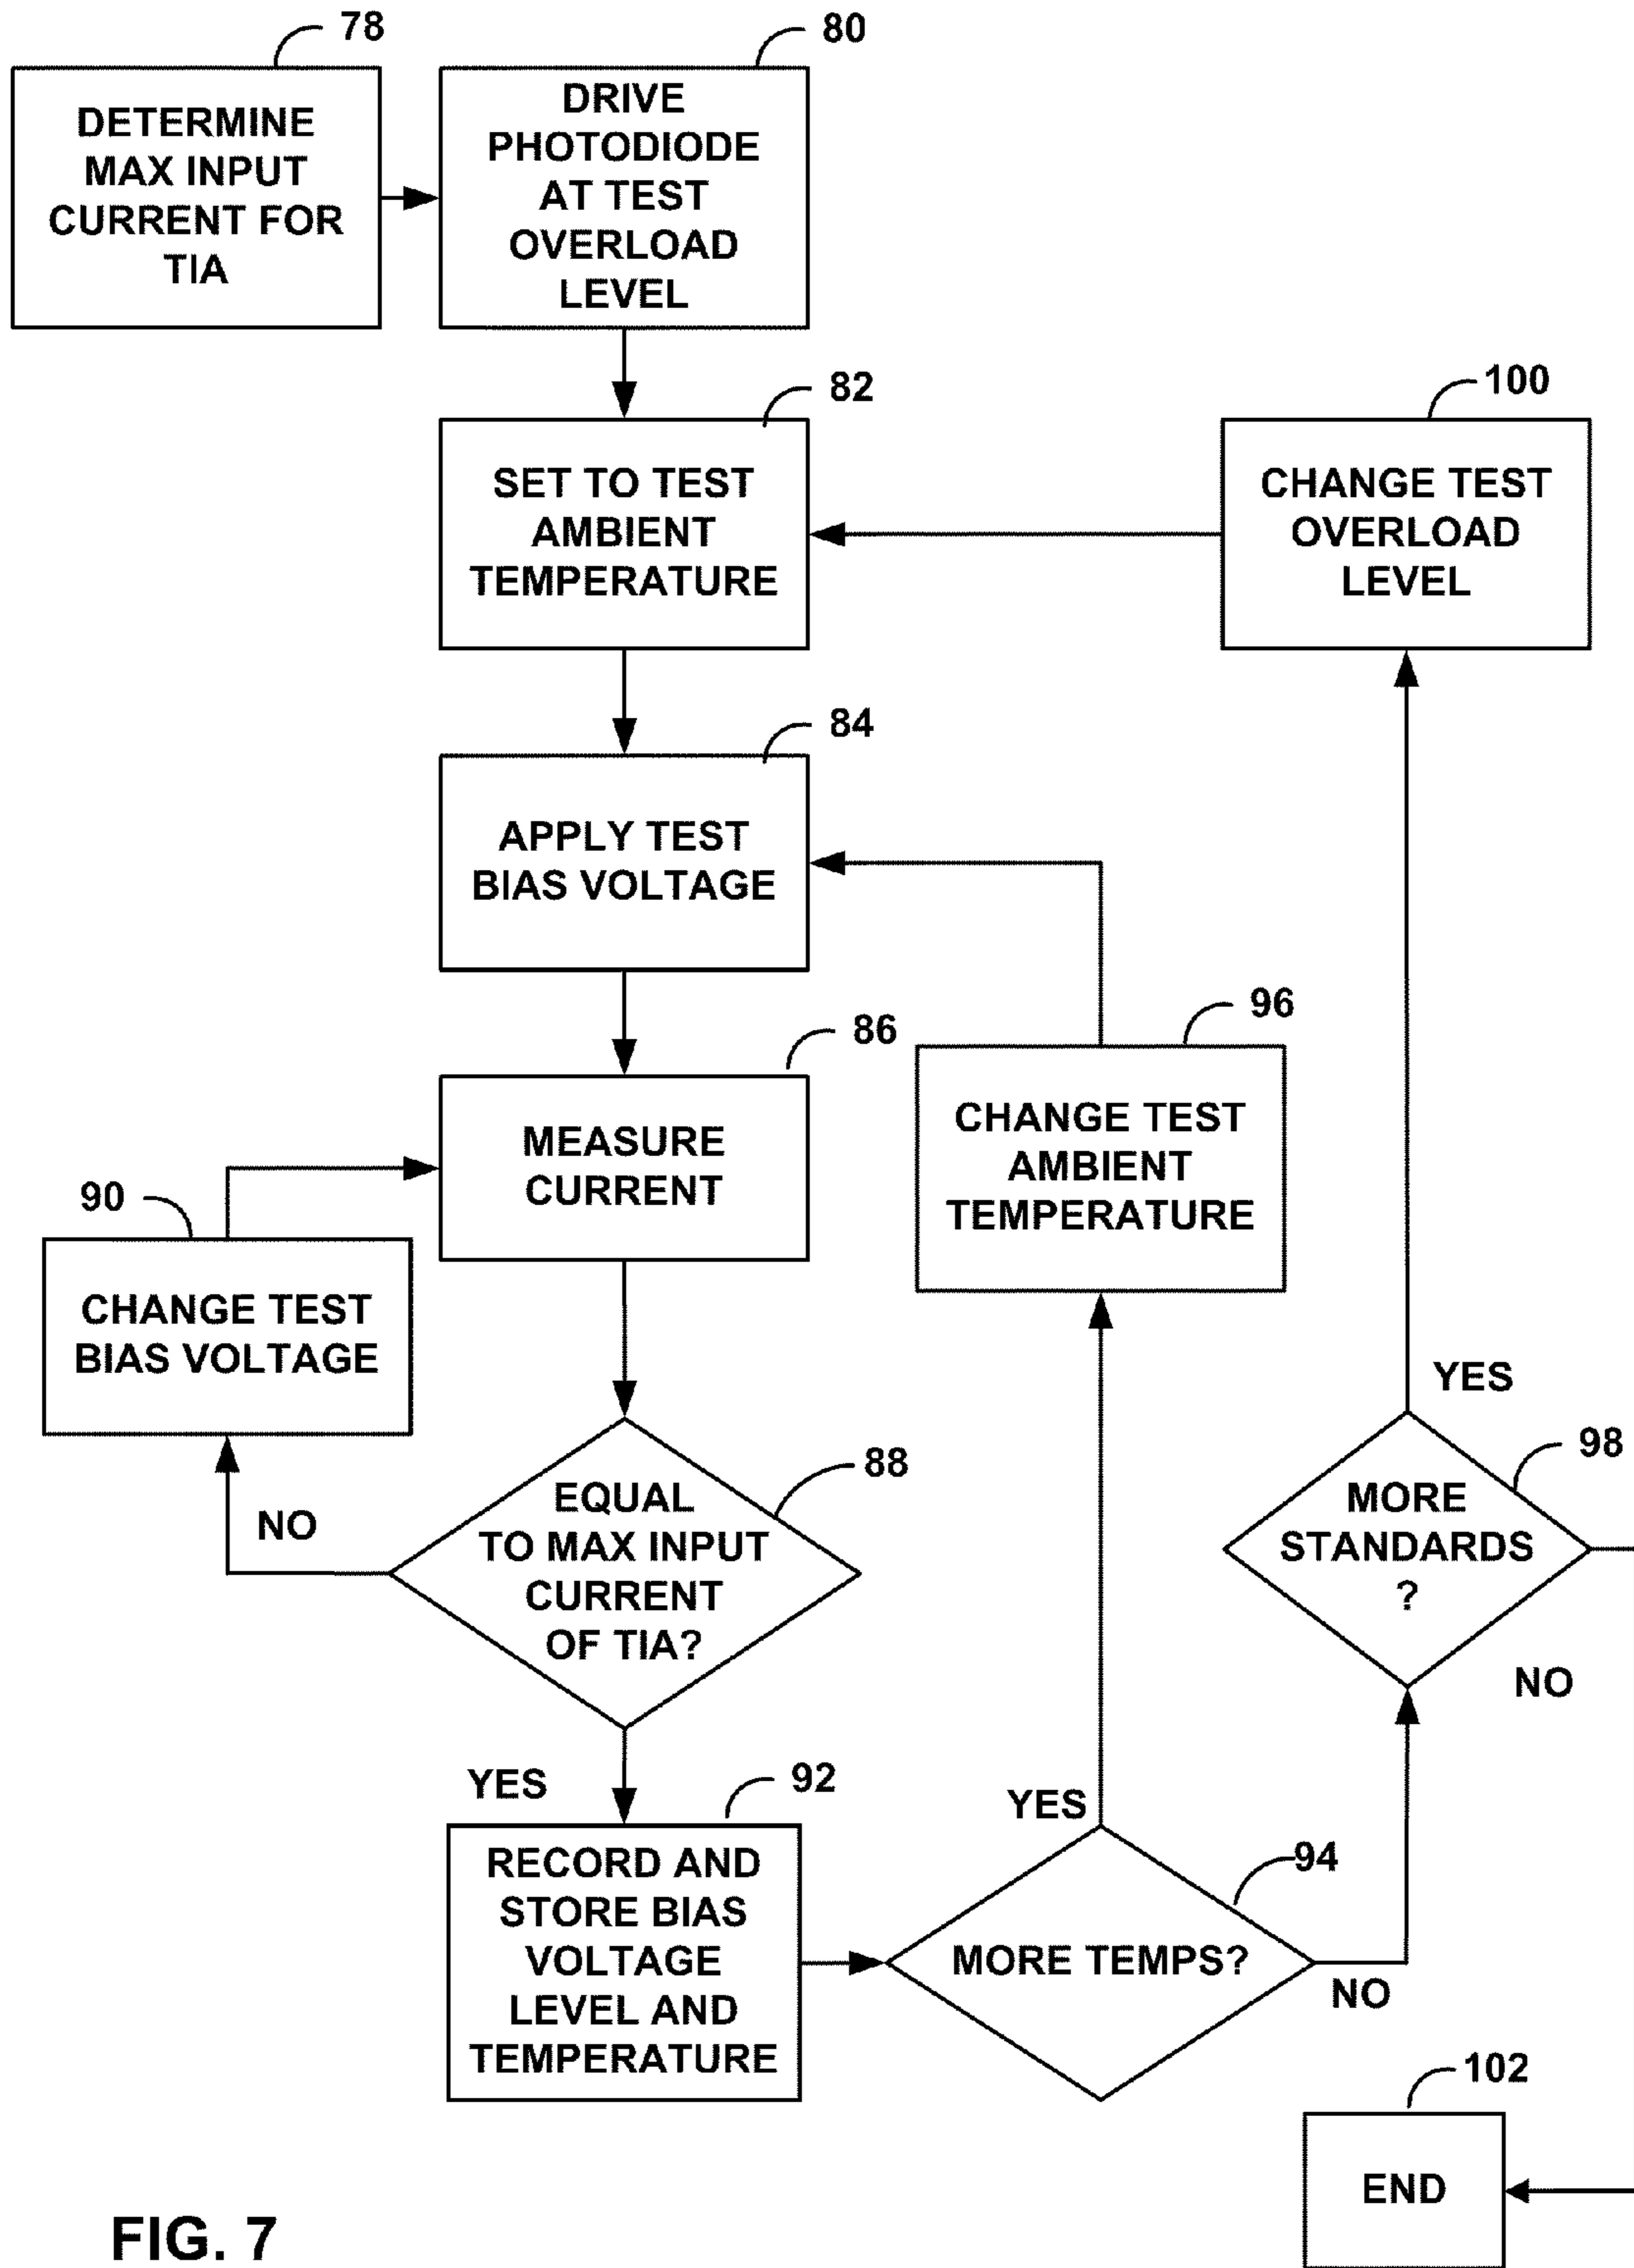 78
DETERMINE
MAX INPUT
CURRENT FOR
TIA
80
DRIVE
PHOTODIODE
AT TEST
OVERLOAD
LEVEL
82
SET TO TEST
AMBIENT
TEMPERATURE
100
CHANGE TEST
OVERLOAD
LEVEL
84
APPLY TEST
BIAS VOLTAGE
86
MEASURE
CURRENT
96
CHANGE TEST
AMBIENT
TEMPERATURE
90
CHANGE TEST
BIAS VOLTAGE
88
EQUAL
TO MAX INPUT
CURRENT
OF TIA?
NO
YES
98
MORE
STANDARDS
?
YES
NO
92
RECORD AND
STORE BIAS
VOLTAGE
LEVEL AND
TEMPERATURE
94
MORE TEMPS?
YES
NO
102
END
FIG. 7